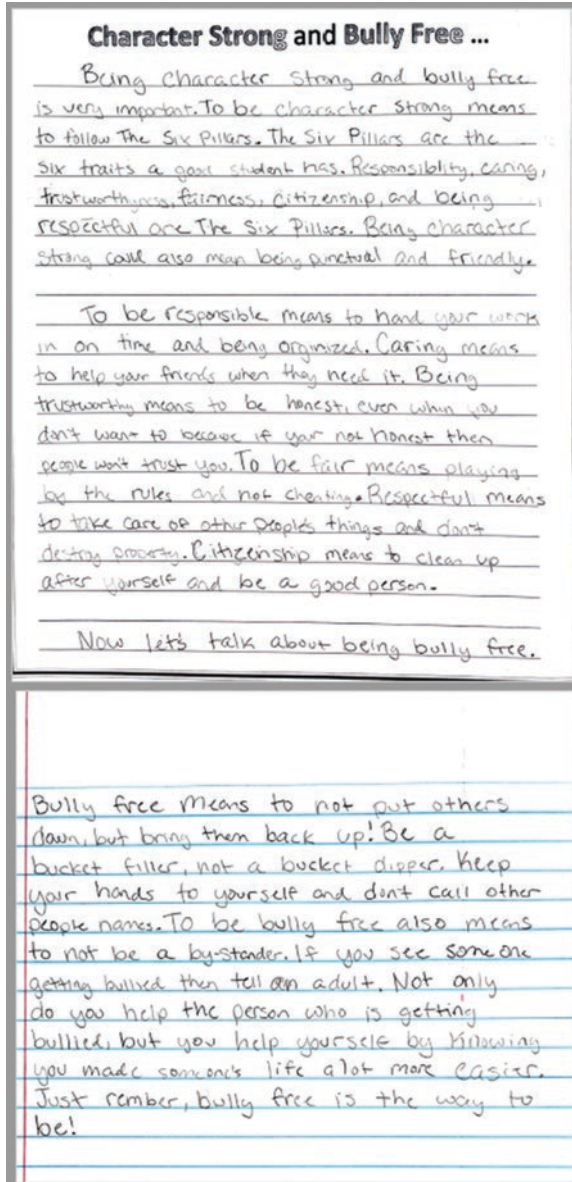 Character Strong and Bully Free ...
Being character strong and bully free
is very important. To be character strong means
to follow The Six Pillars. The Six Pillars are the
six traits a good student has. Responsiblity, caring,
trustworthyness, fairness, citizenship, and being
respectful are The Six Pillars. Being character
strong could also mean being punctual and friendly.
To be responsible means to hand your work
in on time and being orginized. Caring means
to help your friends when they need it. Being
trustworthy means to be honest, even when you
don't want to because if your not honest then
people won't trust you. To be fair means playing
by the rules and not cheating. Respectful means
to take care of other people's things and don't
destroy property. Citizenship means to clean up
after yourself and be a good person.
Now let's talk about being bully free.
Bully free means to not put others
down, but bring them back up! Be a
bucket filler, not a bucket dipper. Keep
your hands to yourself and don't call other
people names. To be bully free also means
to not be a by-stander. If you see someone
getting bullied then tell an adult. Not only
do you help the person who is getting
bullied, but you help yourself by knowing
you made someone's life alot more easier.
Just rember, bully free is the way to
be!